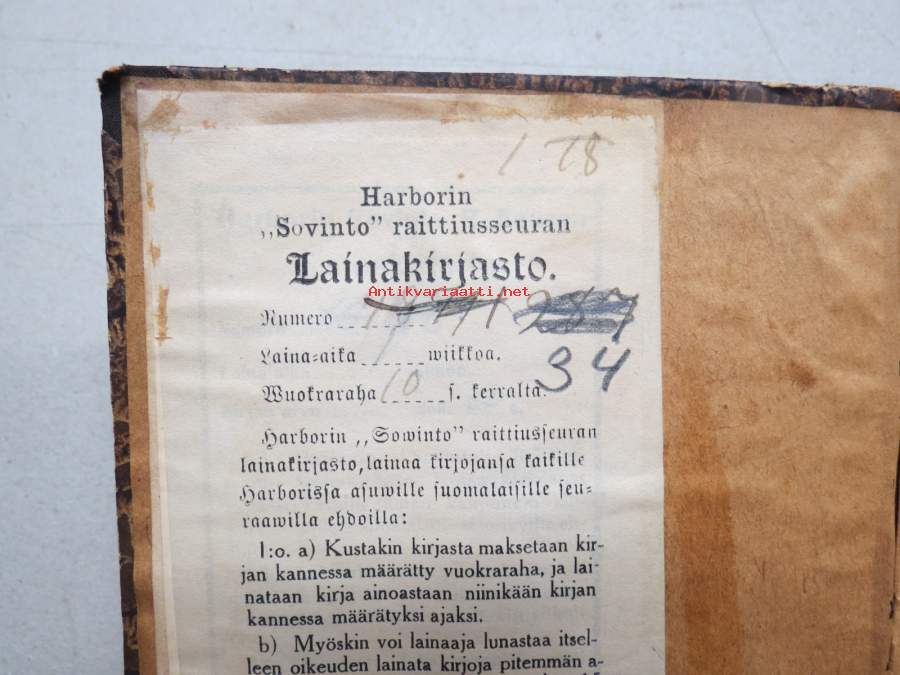 1 78
Harborin
„Sovinto” raittiusseuran
Lainakirjasto.
Antikvariaatti.net
Numero
Laina-aika wiikkoa.
34
Wuokraraha 10 s. kerralta.
Harborin „Sowinto” raittiusseuran
lainakirjasto, lainaa kirjojansa kaikille
Harborissa asuwille suomalaisille seu-
raawilla ehdoilla:
1:o. a) Kustakin kirjasta maksetaan kir-
jan kannessa määrätty vuokraraha, ja lai-
nataan kirja ainoastaan niinikään kirjan
kannessa määrätyksi ajaksi.
b) Myöskin voi lainaaja lunastaa itsel-
leen oikeuden lainata kirjoja pitemmän a-